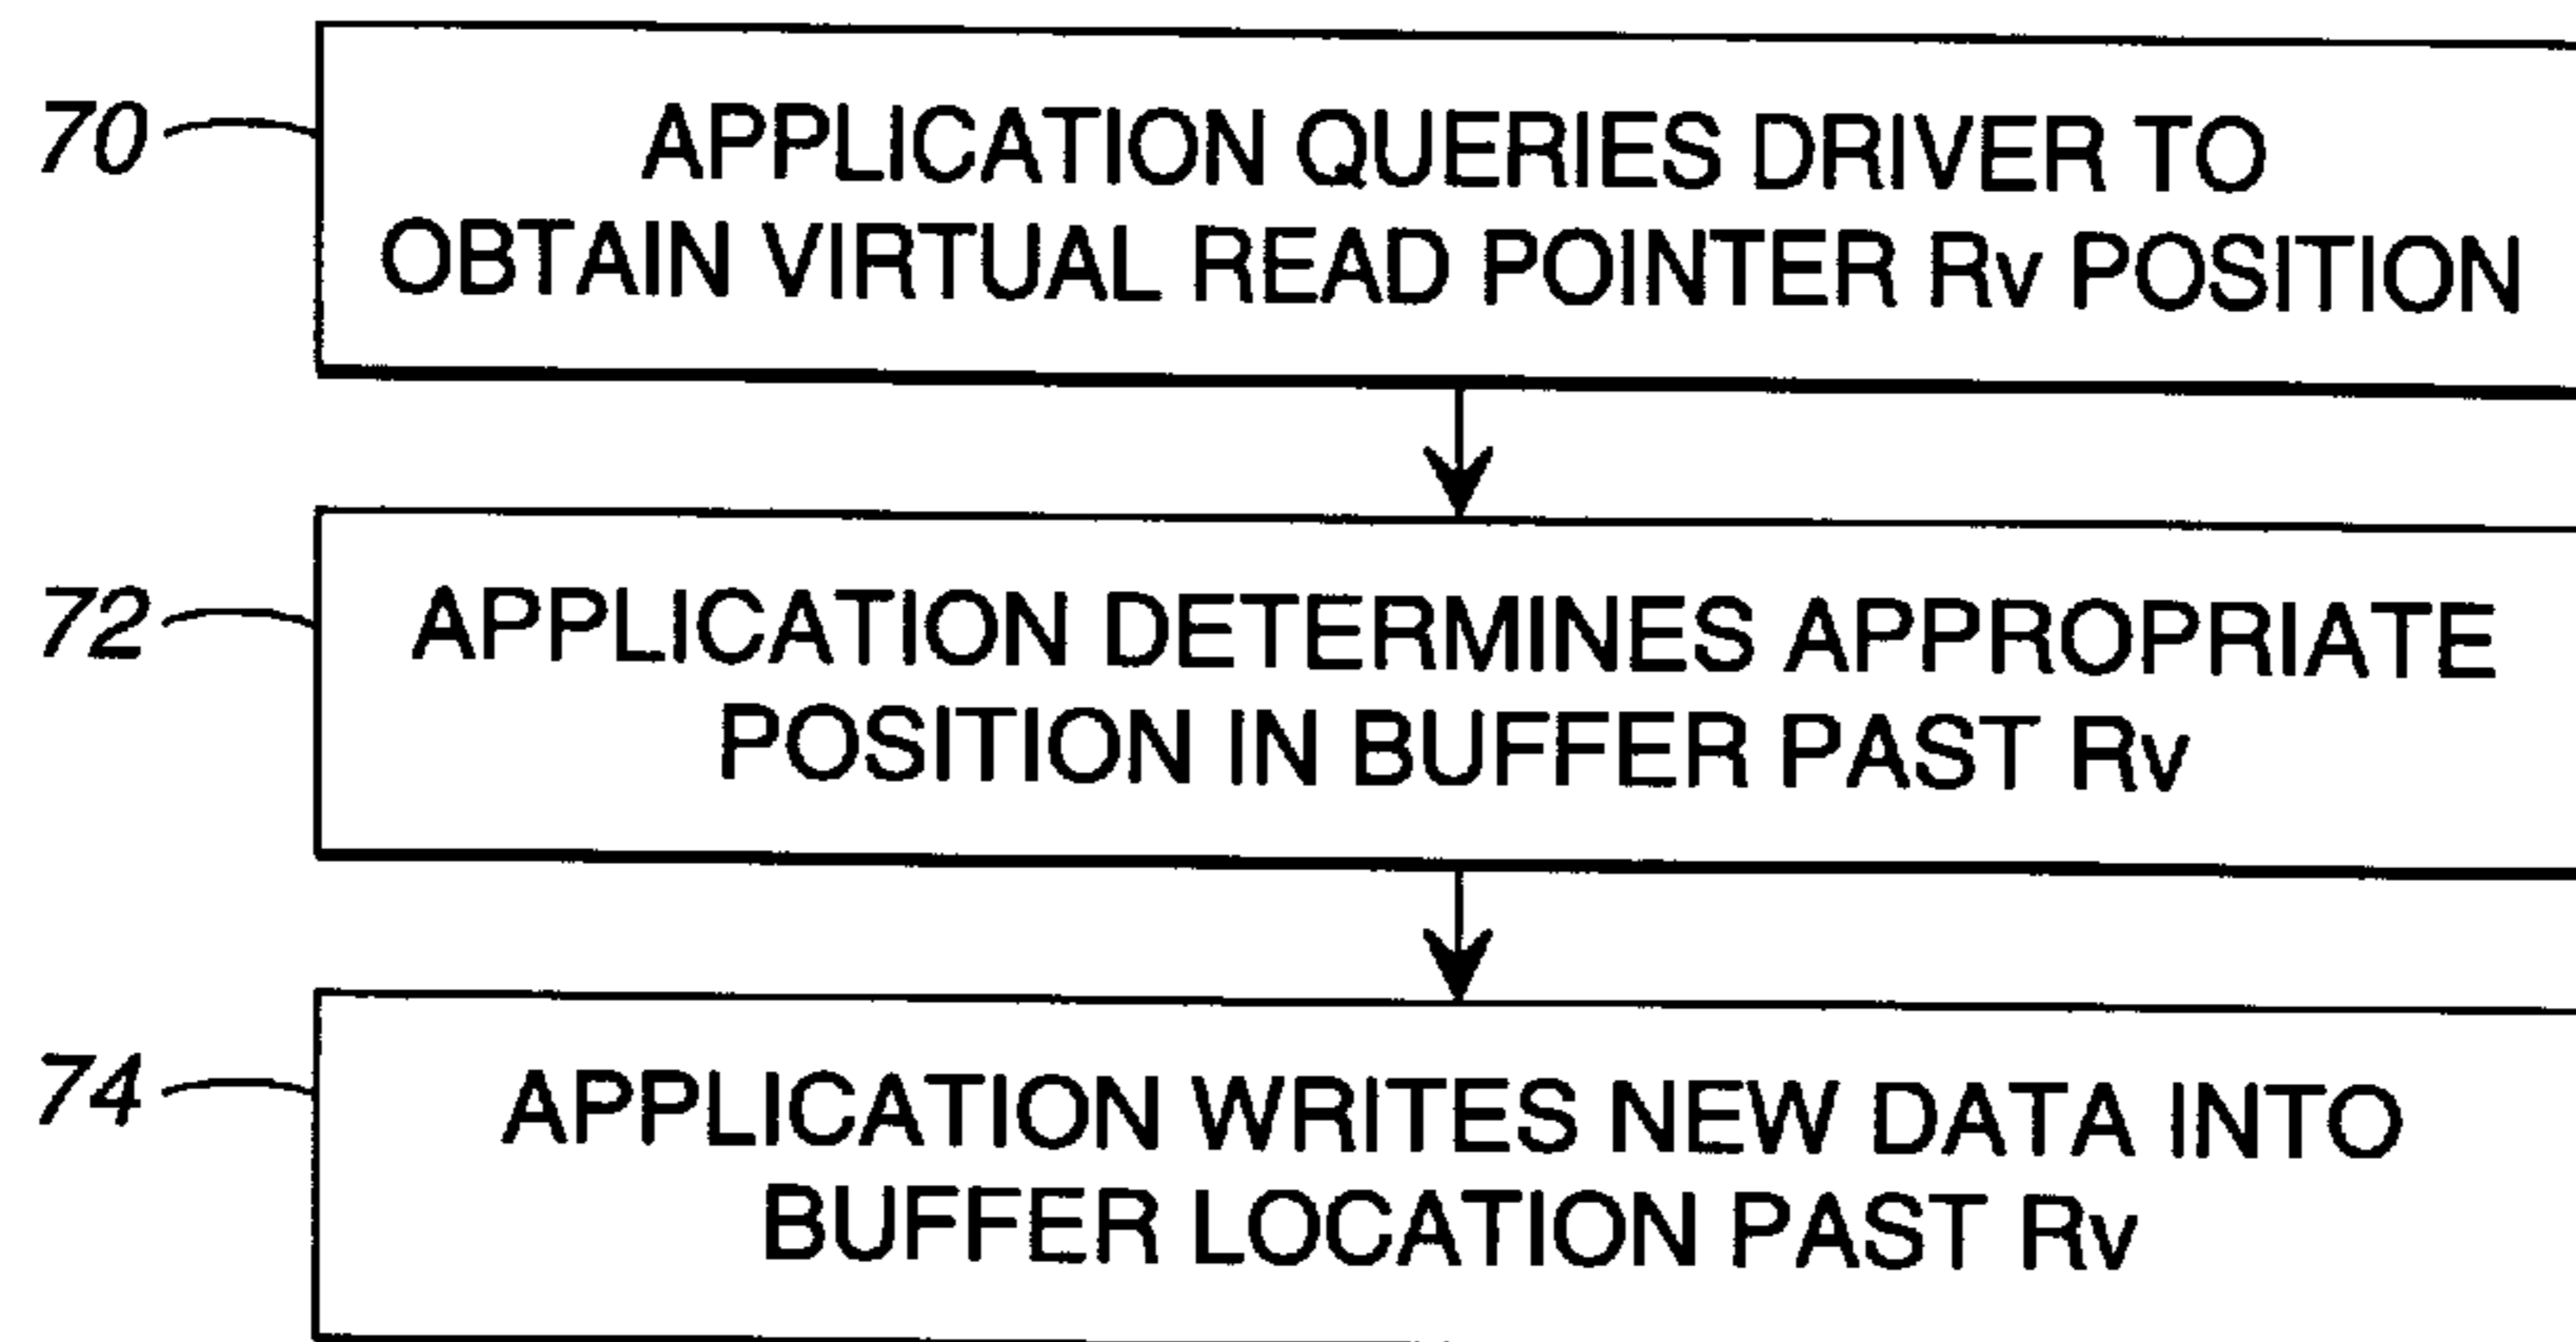 70
APPLICATION QUERIES DRIVER TO
OBTAIN VIRTUAL READ POINTER Rv POSITION
72
APPLICATION DETERMINES APPROPRIATE
POSITION IN BUFFER PAST Rv
74
APPLICATION WRITES NEW DATA INTO
BUFFER LOCATION PAST Rv